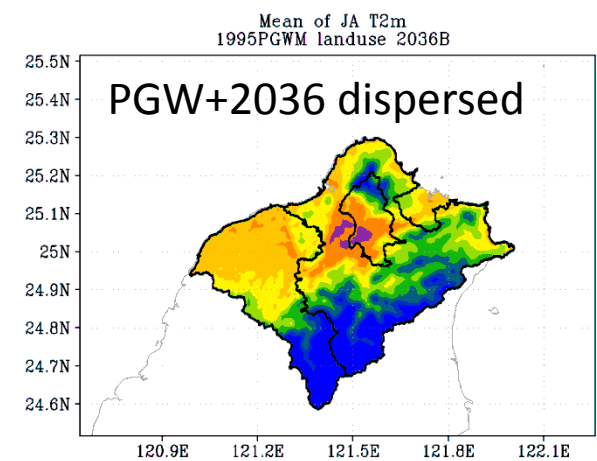 Mean of JA T2m
1995PGWM landuse 2036B
PGW+2036 dispersed
25.5N
25.4N
25.3N
25.2N
25.1N
25N
24.9N
24.8N
24.7N
24.6N
120.9E 121.2E 121.5E 121.8E 122.1E